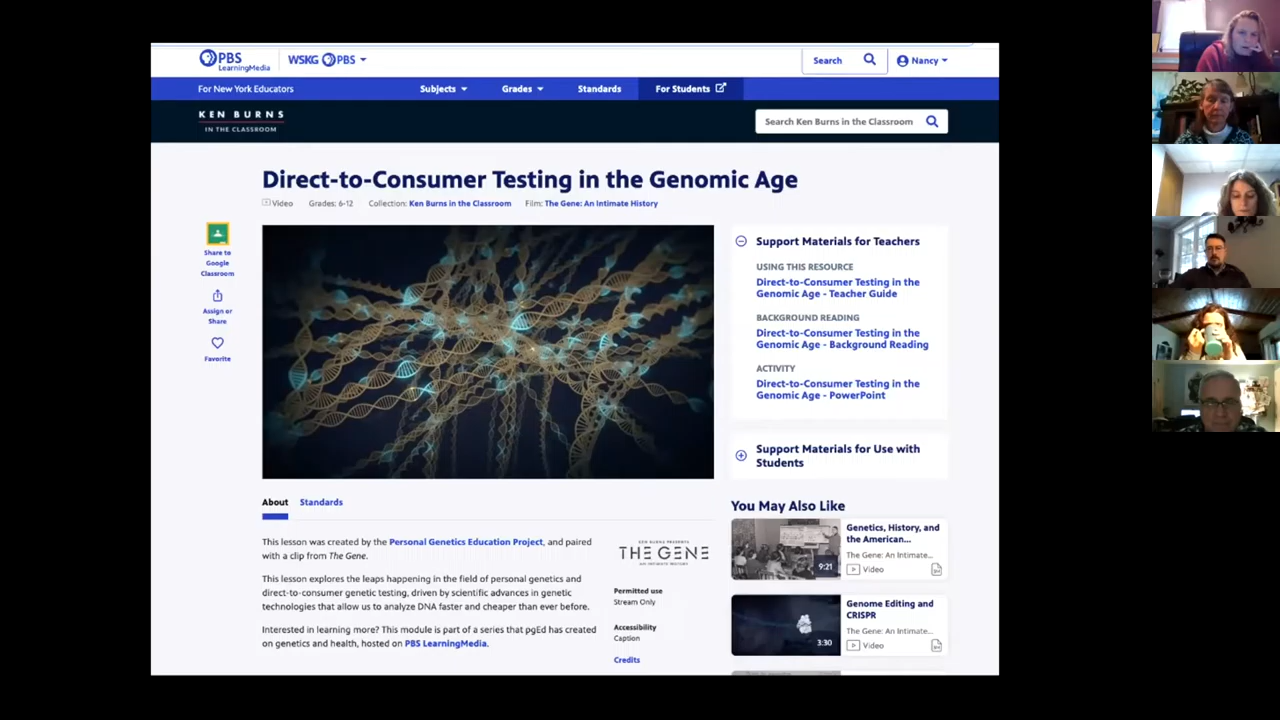 PBS
LearningMedia
WSKG PBS
Search
Nancy
For New York Educators
Subjects
Grades
Standards
For Students
KEN BURNS
IN THE CLASSROOM
Search Ken Burns in the Classroom
Direct-to-Consumer Testing in the Genomic Age
Video Grades: 6-12 Collection: Ken Burns in the Classroom Film: The Gene: An Intimate History
Share to
Google
Classroom
Assign or
Share
Favorite
Support Materials for Teachers
USING THIS RESOURCE
Direct-to-Consumer Testing in the
Genomic Age - Teacher Guide
BACKGROUND READING
Direct-to-Consumer Testing in the
Genomic Age - Background Reading
ACTIVITY
Direct-to-Consumer Testing in the
Genomic Age - PowerPoint
Support Materials for Use with
Students
About Standards
This lesson was created by the Personal Genetics Education Project, and paired
with a clip from The Gene.
This lesson explores the leaps happening in the field of personal genetics and
direct-to-consumer genetic testing, driven by scientific advances in genetic
technologies that allow us to analyze DNA faster and cheaper than ever before.
Interested in learning more? This module is part of a series that pgEd has created
on genetics and health, hosted on PBS LearningMedia.
KEN BURNS PRESENTS
THE GENE
AN INTIMATE HISTORY
Permitted use
Stream Only
Accessibility
Caption
Credits
You May Also Like
9:21
Genetics, History, and
the American...
The Gene: An Intimate...
Video
3:30
Genome Editing and
CRISPR
The Gene: An Intimate...
Video